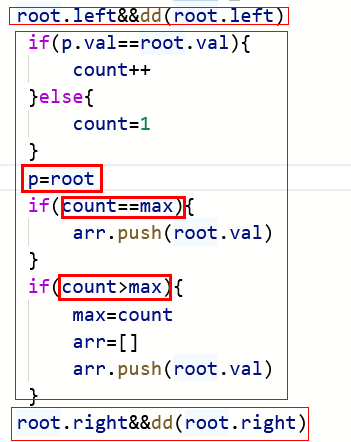 root.left&&dd(root.left)
if(p.val==root.val){
count++
}else{
count=1
}
p=root
if(count==max){
arr.push(root.val)
}
if(count>max){
max=count
arr=[]
arr.push(root.val)
}
root.right&&dd(root.right)